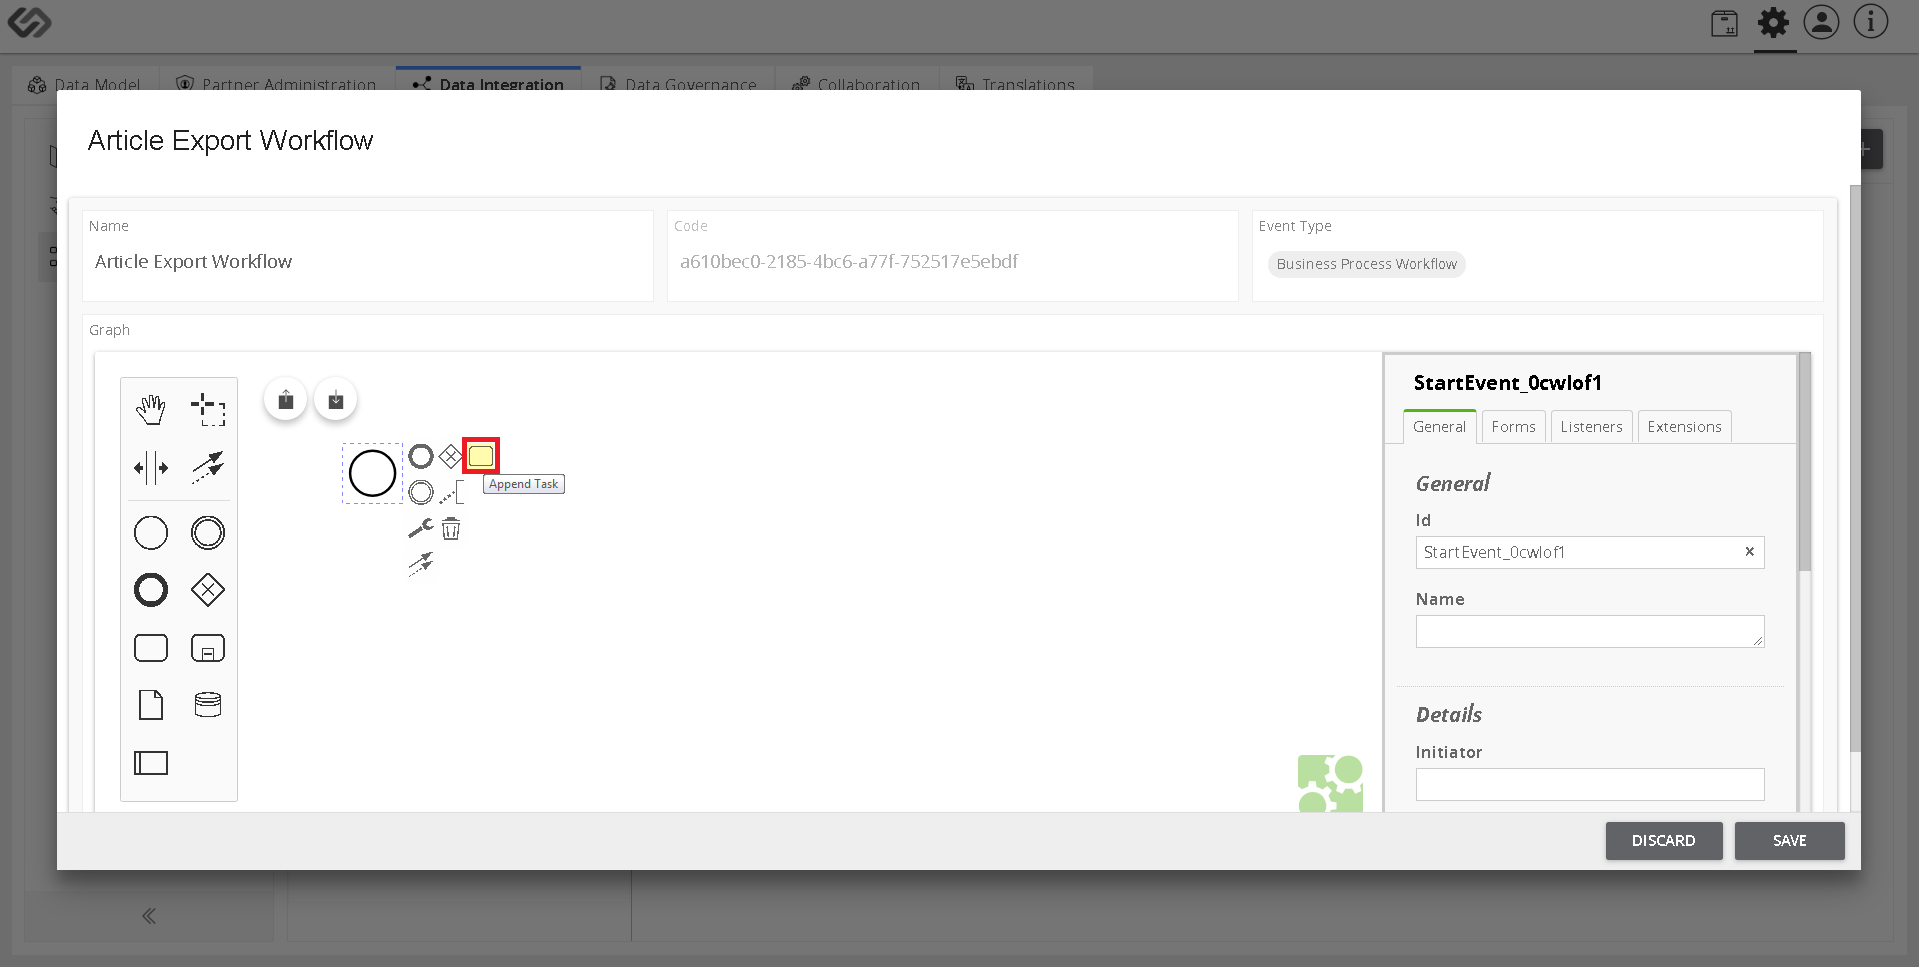 Data Model
Partner Administration
Data Integration
Data Governance
Collaboration
Translations
Article Export Workflow
Name
Article Export Workflow
Code
a610bec0-2185-4bc6-a77f-752517e5ebdf
Event Type
Business Process Workflow
Graph
Append Task
StartEvent_0cwlof1
General
Forms
Listeners
Extensions
General
Id
StartEvent_0cwlof1
Name
Details
Initiator
DISCARD
SAVE